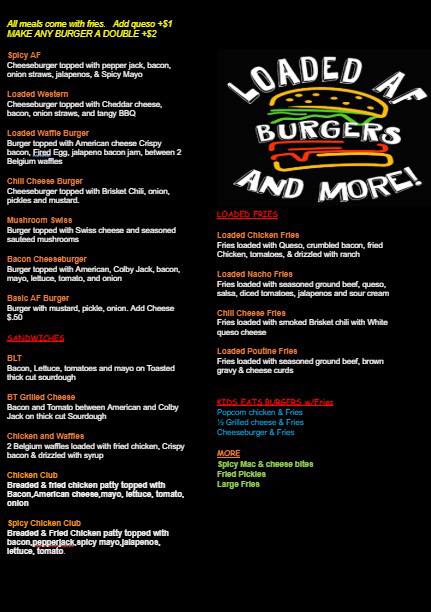 All meals come with fries. Add queso +$1
MAKE ANY BURGER A DOUBLE +$2
Spicy AF
Cheeseburger topped with pepper jack, bacon,
onion straws, jalapenos, & Spicy Mayo
Loaded Western
Cheeseburger topped with Cheddar cheese,
bacon, onion straws, and tangy BBQ
Loaded Waffle Burger
Burger topped with American cheese Crispy
bacon, Fired Egg, jalapeno bacon jam, between 2
Belgium waffles
Chili Cheese Burger
Cheeseburger topped with Brisket Chili, onion,
pickles and mustard.
Mushroom Swiss
Burger topped with Swiss cheese and seasoned
sauteed mushrooms
Bacon Cheeseburger
Burger topped with American, Colby Jack, bacon,
mayo, lettuce, tomato, and onion
Basic AF Burger
Burger with mustard, pickle, onion. Add Cheese
$.50
SANDWICHES
BLT
Bacon, Lettuce, tomatoes and mayo on Toasted
thick cut sourdough
BT Grilled Cheese
Bacon and Tomato between American and Colby
Jack on thick cut Sourdough
Chicken and Waffles
2 Belgium waffles loaded with fried chicken, Crispy
bacon & drizzled with syrup
Chicken Club
Breaded & fried chicken patty topped with
Bacon,American cheese,mayo, lettuce, tomato,
onion
Spicy Chicken Club
Breaded & Fried Chicken patty topped with
bacon,pepperjack,spicy mayo,jalapenos,
lettuce, tomato.
LOADED AF
BURGERS
AND MORE!
LOADED FRIES
Loaded Chicken Fries
Fries loaded with Queso, crumbled bacon, fried
Chicken, tomatoes, & drizzled with ranch
Loaded Nacho Fries
Fries loaded with seasoned ground beef, queso,
salsa, diced tomatoes, jalapenos and sour cream
Chili Cheese Fries
Fries loaded with smoked Brisket chili with White
queso cheese
Loaded Poutine Fries
Fries loaded with seasoned ground beef, brown
gravy & cheese curds
KIDS EATS BURGERS w/Fries
Popcorn chicken & Fries
½ Grilled cheese & Fries
Cheeseburger & Fries
MORE
Spicy Mac & cheese bites
Fried Pickles
Large Fries